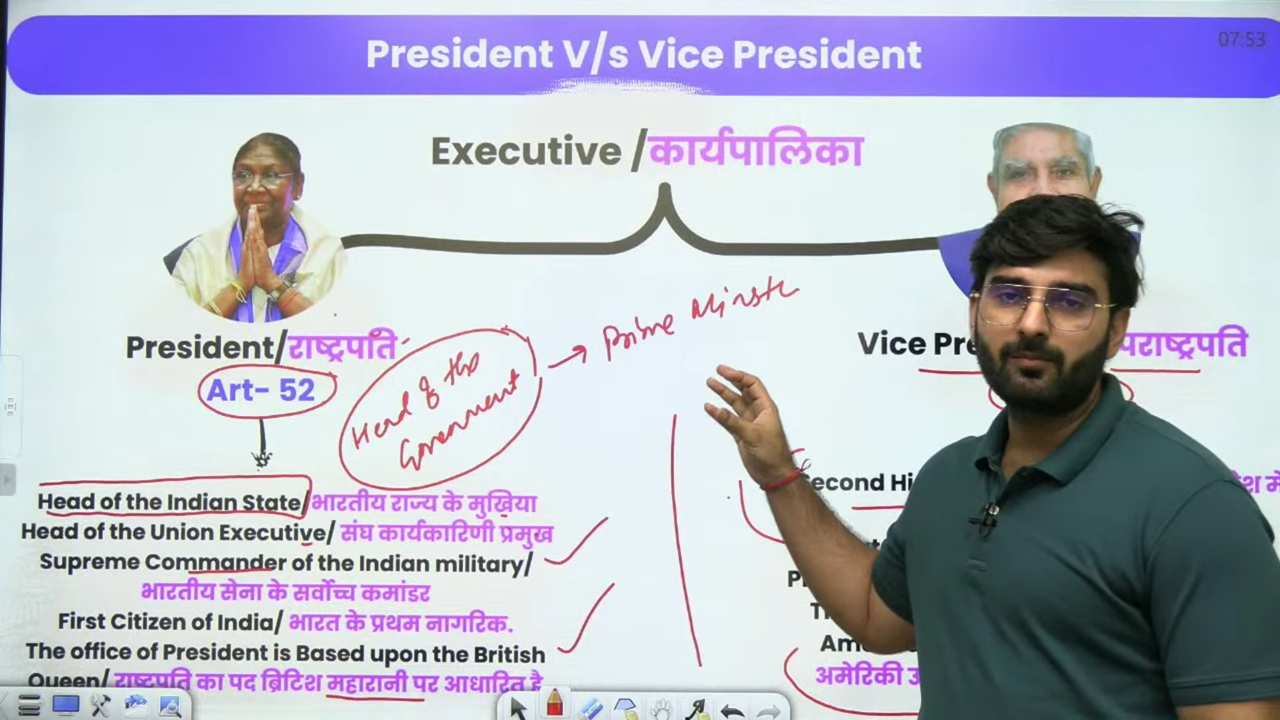 President V/s Vice President
07:53
Executive /कार्यपालिका
President/राष्ट्रपति
Art- 52
Head of the Government → Prime
Head of the Indian State/भारतीय राज्य के मुखिया
Head of the Union Executive/ संघ कार्यकारिणी प्रमुख
Supreme Commander of the Indian military/
भारतीय सेना के सर्वोच्च कमांडर
First Citizen of India/ भारत के प्रथम नागरिक.
The office of President is Based upon the British
Queen/ राष्ट्रपति का पद ब्रिटिश महारानी पर आधारित है
Vice Pre पराष्ट्रपति
Second Hi
अमेरिकी